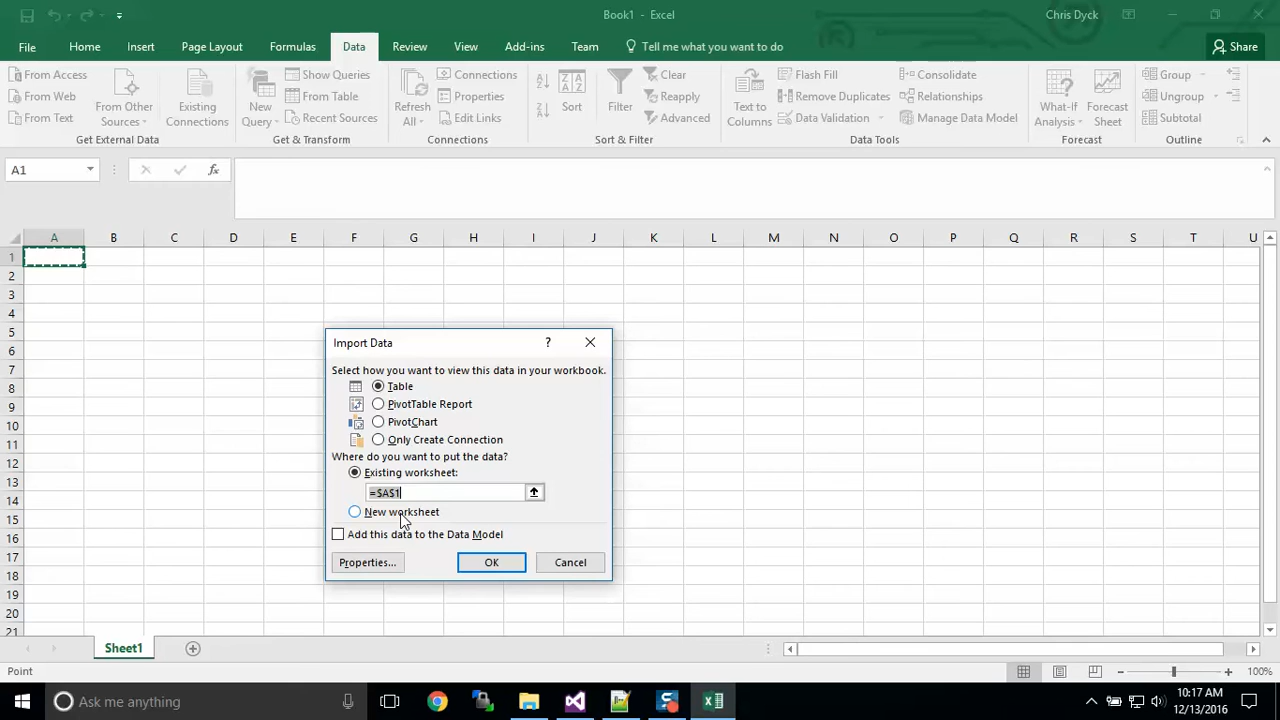 Book1 - Excel
Chris Dyck
File Home Insert Page Layout Formulas Data Review View Add-ins Team Tell me what you want to do Share
From Access
From Web
From Text
From Other
Sources
Existing
Connections
Get External Data
New
Query
Show Queries
From Table
Recent Sources
Get & Transform
Refresh
All
Connections
Properties
Edit Links
Connections
Sort
Filter
Clear
Reapply
Advanced
Sort & Filter
Text to
Columns
Flash Fill
Remove Duplicates
Data Validation
Consolidate
Relationships
Manage Data Model
Data Tools
What-If
Analysis
Forecast
Sheet
Forecast
Group
Ungroup
Subtotal
Outline
A1
fx
A B C D E F G H I J K L M N O P Q R S T U
1
2
3
4
5
6
7
8
9
10
11
12
13
14
15
16
17
18
19
20
21
Import Data ?
Select how you want to view this data in your workbook.
Table
PivotTable Report
PivotChart
Only Create Connection
Where do you want to put the data?
Existing worksheet:
=$A$1
New worksheet
Add this data to the Data Model
Properties... OK Cancel
Sheet1
Point
100%
Ask me anything
10:17 AM
12/13/2016